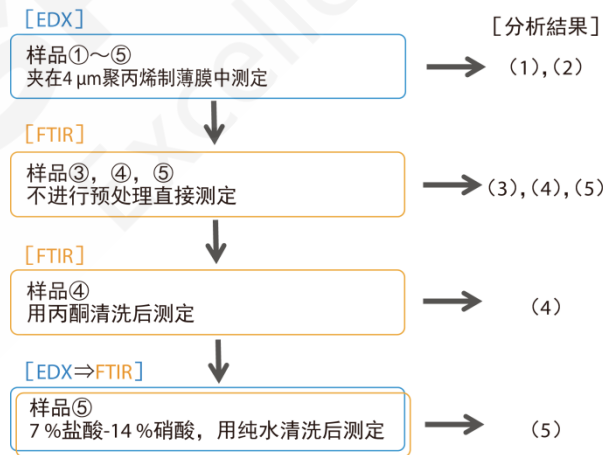 [EDX]
[分析結果]
样品①～⑤
夹在4 μm聚丙烯制薄膜中测定
(1),(2)
[FTIR]
样品③，④，⑤
不进行预处理直接测定
(3),(4),(5)
[FTIR]
样品④
用丙酮清洗后测定
(4)
[EDX⇒FTIR]
样品⑤
7 %盐酸-14 %硝酸，用纯水清洗后测定
(5)